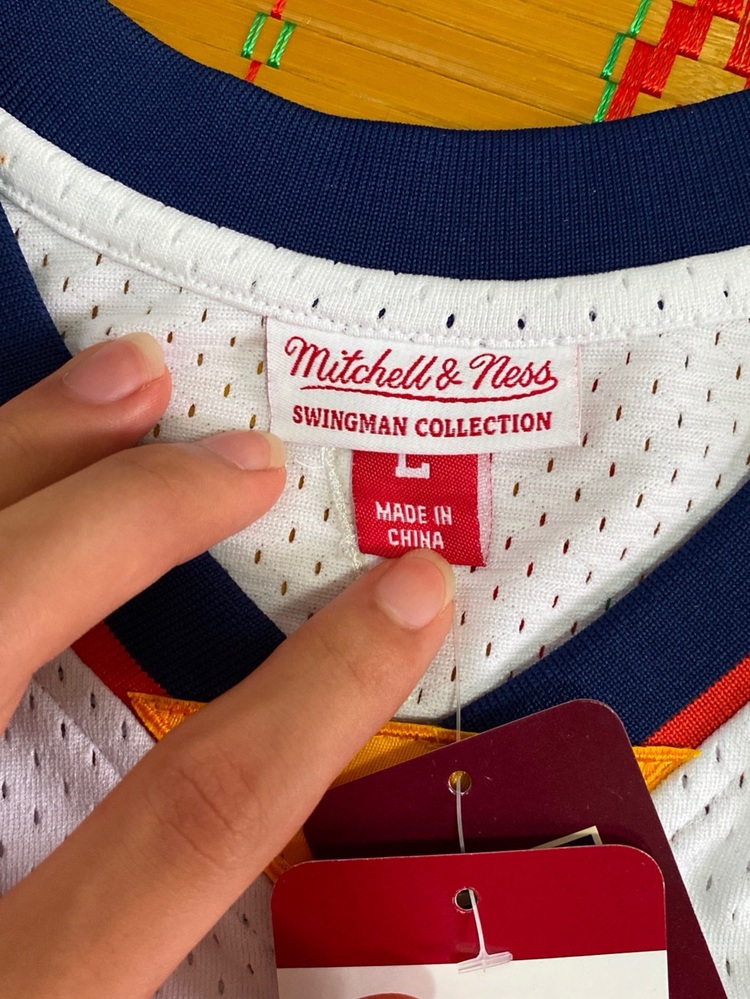 Mitchell & Ness
SWINGMAN COLLECTION
L
MADE IN
CHINA